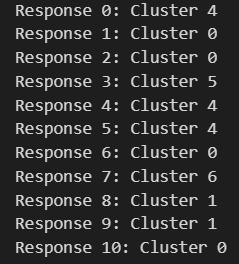 Response 0: Cluster 4
Response 1: Cluster 0
Response 2: Cluster 0
Response 3: Cluster 5
Response 4: Cluster 4
Response 5: Cluster 4
Response 6: Cluster 0
Response 7: Cluster 6
Response 8: Cluster 1
Response 9: Cluster 1
Response 10: Cluster 0